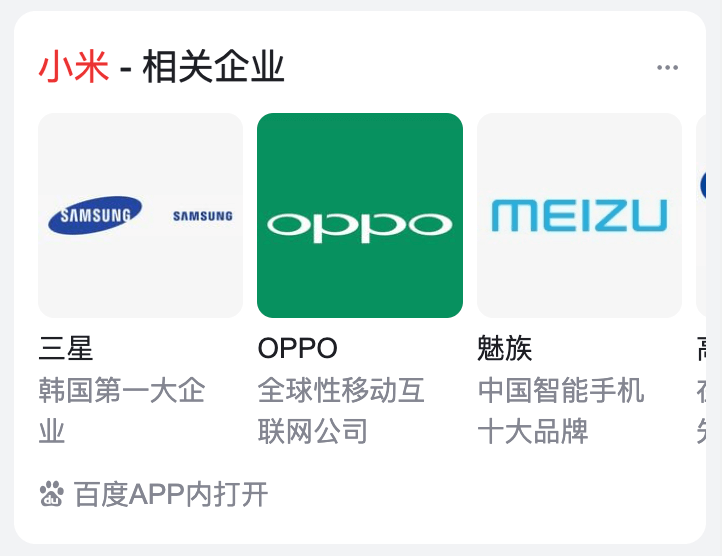 小米 - 相关企业
SAMSUNG
SAMSUNG
oppo
MEIZU
三星
OPPO
魅族
韩国第一大企
全球性移动互
中国智能手机
业
联网公司
十大品牌
百度APP内打开